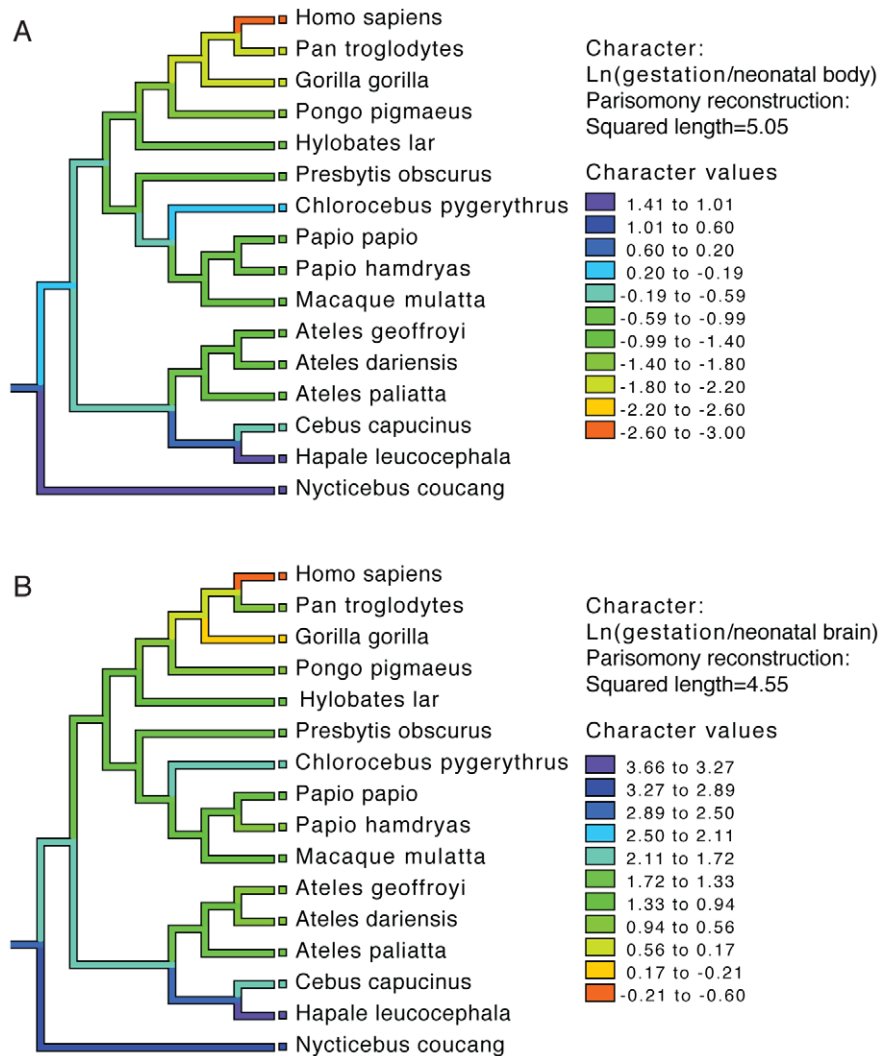 A
Homo sapiens
Pan troglodytes
Gorilla gorilla
Pongo pigmaeus
Hylobates lar
Presbytis obscurus
Chlorocebus pygerythrus
Papio papio
Papio hamdryas
Macaque mulatta
Ateles geoffroyi
Ateles dariensis
Ateles paliatta
Cebus capucinus
Hapale leucocephala
Nycticebus coucang
Character:
Ln(gestation/neonatal body)
Parisomony reconstruction:
Squared length=5.05
Character values
1.41 to 1.01
1.01 to 0.60
0.60 to 0.20
0.20 to -0.19
-0.19 to -0.59
-0.59 to -0.99
-0.99 to -1.40
-1.40 to -1.80
-1.80 to -2.20
-2.20 to -2.60
-2.60 to -3.00
B
Homo sapiens
Pan troglodytes
Gorilla gorilla
Pongo pigmaeus
Hylobates lar
Presbytis obscurus
Chlorocebus pygerythrus
Papio papio
Papio hamdryas
Macaque mulatta
Ateles geoffroyi
Ateles dariensis
Ateles paliatta
Cebus capucinus
Hapale leucocephala
Nycticebus coucang
Character:
Ln(gestation/neonatal brain)
Parisomony reconstruction:
Squared length=4.55
Character values
3.66 to 3.27
3.27 to 2.89
2.89 to 2.50
2.50 to 2.11
2.11 to 1.72
1.72 to 1.33
1.33 to 0.94
0.94 to 0.56
0.56 to 0.17
0.17 to -0.21
-0.21 to -0.60